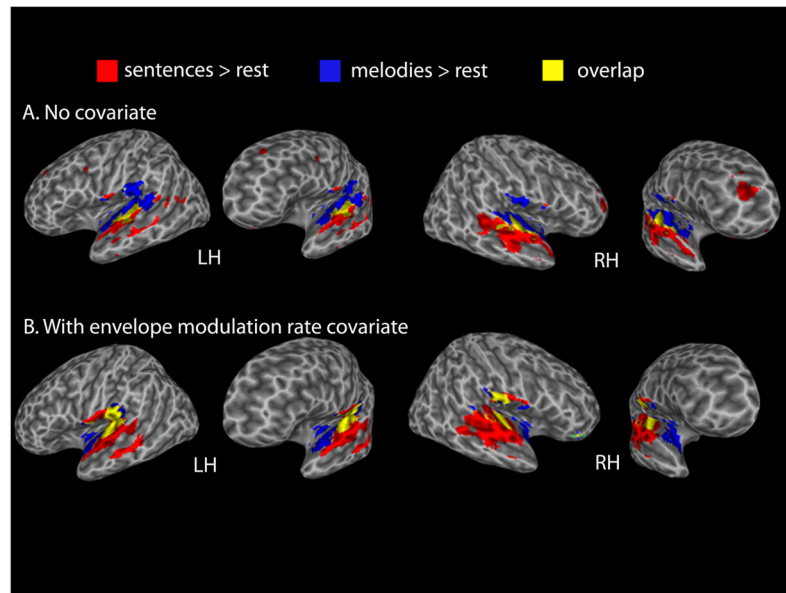 sentences > rest melodies > rest overlap
A. No covariate
LH RH
B. With envelope modulation rate covariate
LH RH